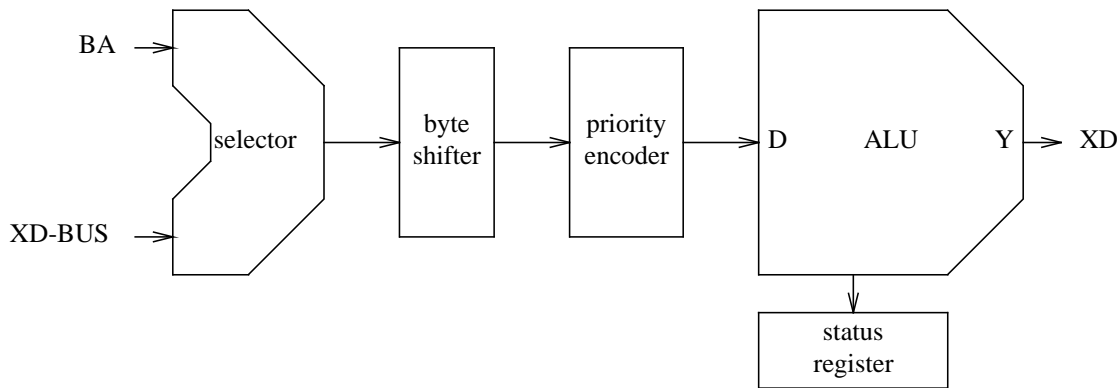 BA
XD-BUS
selector
byte
shifter
priority
encoder
D
ALU
Y
XD
status
register